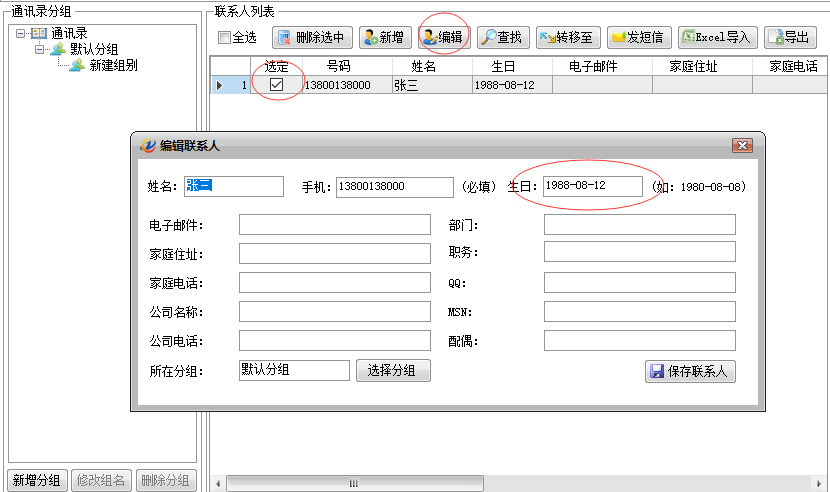 通讯录分组
通讯录
默认分组
新建组别
新增分组 修改组名 删除分组
联系人列表
全选 删除选中 新增 编辑 查找 转移至 发短信 Excel导入 导出
选定 号码 姓名 生日 电子邮件 家庭住址 家庭电话
1 13800138000 张三 1988-08-12
编辑联系人
姓名: 张三 手机: 13800138000 (必填) 生日: 1988-08-12 (如: 1980-08-08)
电子邮件: 部门:
家庭住址: 职务:
家庭电话: QQ:
公司名称: MSN:
公司电话: 配偶:
所在分组: 默认分组 选择分组 保存联系人